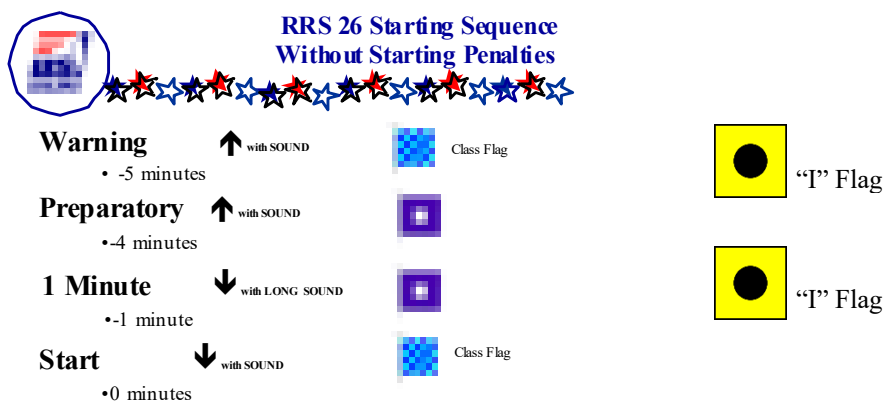 RRS 26 Starting Sequence
Without Starting Penalties
Warning ↑ with SOUND Class Flag
• -5 minutes
"I" Flag
Preparatory ↑ with SOUND
•-4 minutes
1 Minute ↓ with LONG SOUND
"I" Flag
•-1 minute
Start ↓ with SOUND Class Flag
•0 minutes